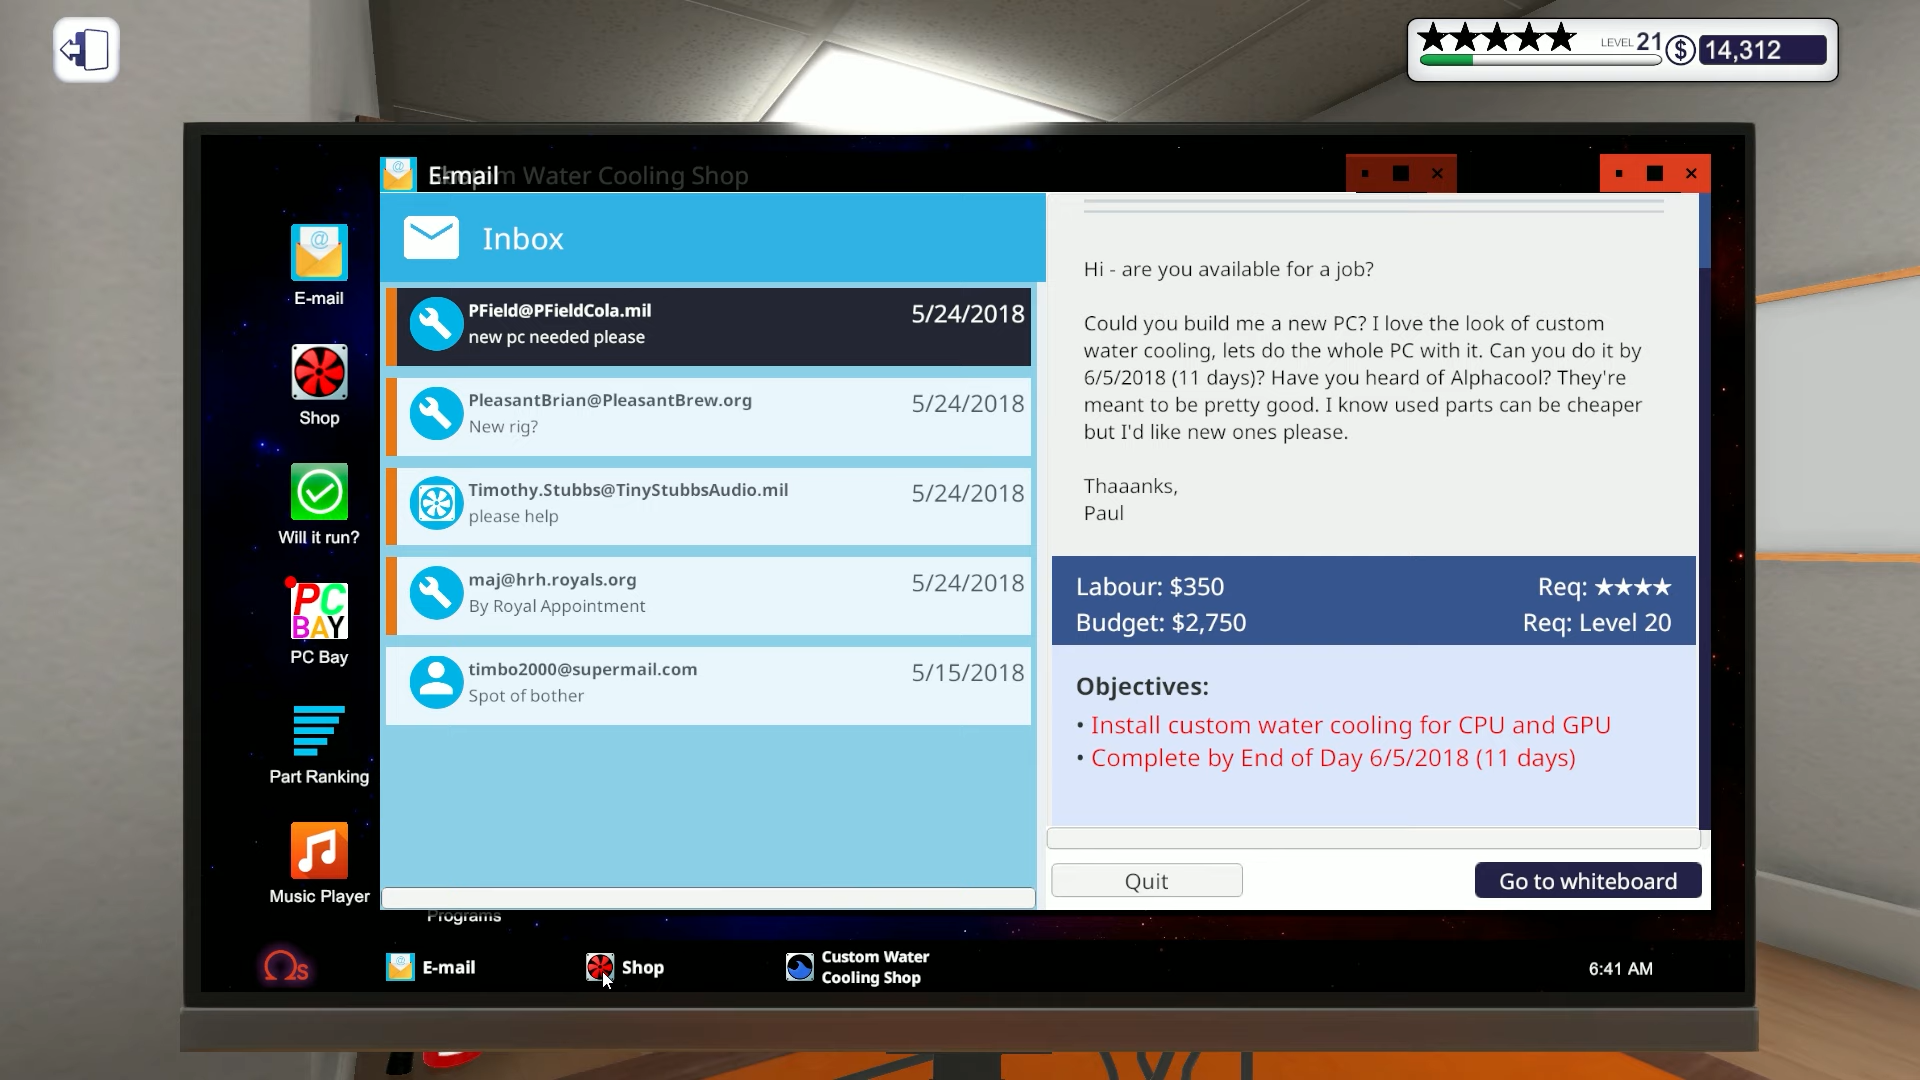 LEVEL 21
$ 14,312
E-mail
Water Cooling Shop
Inbox
PField@PFieldCola.mil
5/24/2018
new pc needed please
PleasantBrian@PleasantBrew.org
5/24/2018
New rig?
Timothy.Stubbs@TinyStubbsAudio.mil
5/24/2018
please help
maj@hrh.royals.org
5/24/2018
By Royal Appointment
timbo2000@supermail.com
5/15/2018
Spot of bother
Hi - are you available for a job?
Could you build me a new PC? I love the look of custom
water cooling, lets do the whole PC with it. Can you do it by
6/5/2018 (11 days)? Have you heard of Alphacool? They're
meant to be pretty good. I know used parts can be cheaper
but I'd like new ones please.
Thaaanks,
Paul
Labour: $350
Req: ★★★★
Budget: $2,750
Req: Level 20
Objectives:
• Install custom water cooling for CPU and GPU
• Complete by End of Day 6/5/2018 (11 days)
Quit
Go to whiteboard
E-mail
Shop
Will it run?
PC
BAY
PC Bay
Part Ranking
Music Player
Programs
Ωs
E-mail
Shop
Custom Water
Cooling Shop
6:41 AM